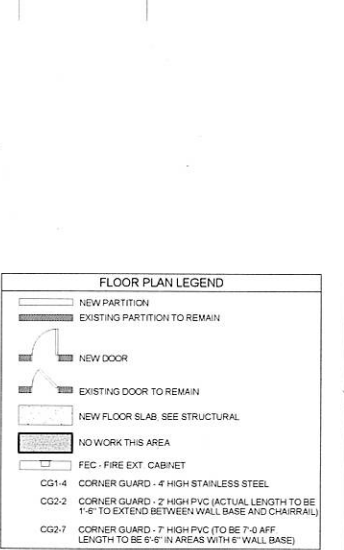 FLOOR PLAN LEGEND
NEW PARTITION
EXISTING PARTITION TO REMAIN
NEW DOOR
EXISTING DOOR TO REMAIN
NEW FLOOR SLAB, SEE STRUCTURAL
NO WORK THIS AREA
FEC - FIRE EXT. CABINET
CG1-4 CORNER GUARD - 4' HIGH STAINLESS STEEL
CG2-2 CORNER GUARD - 2' HIGH PVC (ACTUAL LENGTH TO BE
1'-6" TO EXTEND BETWEEN WALL BASE AND CHAIRRAIL)
CG2-7 CORNER GUARD - 7' HIGH PVC (TO BE 7'-0 AFF.
LENGTH TO BE 6'-6" IN AREAS WITH 6" WALL BASE)